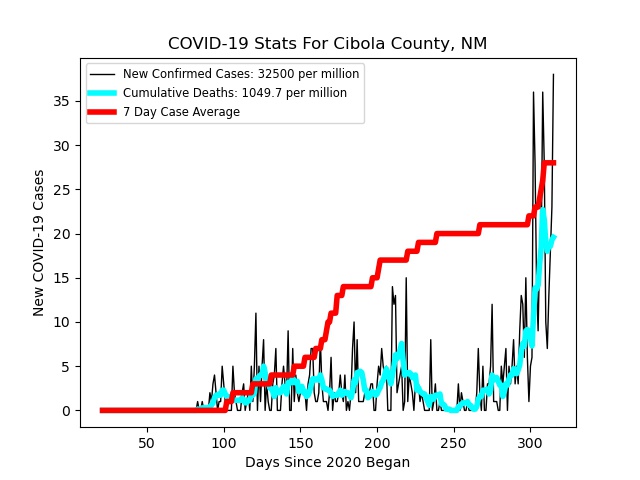 COVID-19 Stats For Cibola County, NM
New Confirmed Cases: 32500 per million
Cumulative Deaths: 1049.7 per million
7 Day Case Average
New COVID-19 Cases
35
30
25
20
15
10
5
0
50 100 150 200 250 300
Days Since 2020 Began